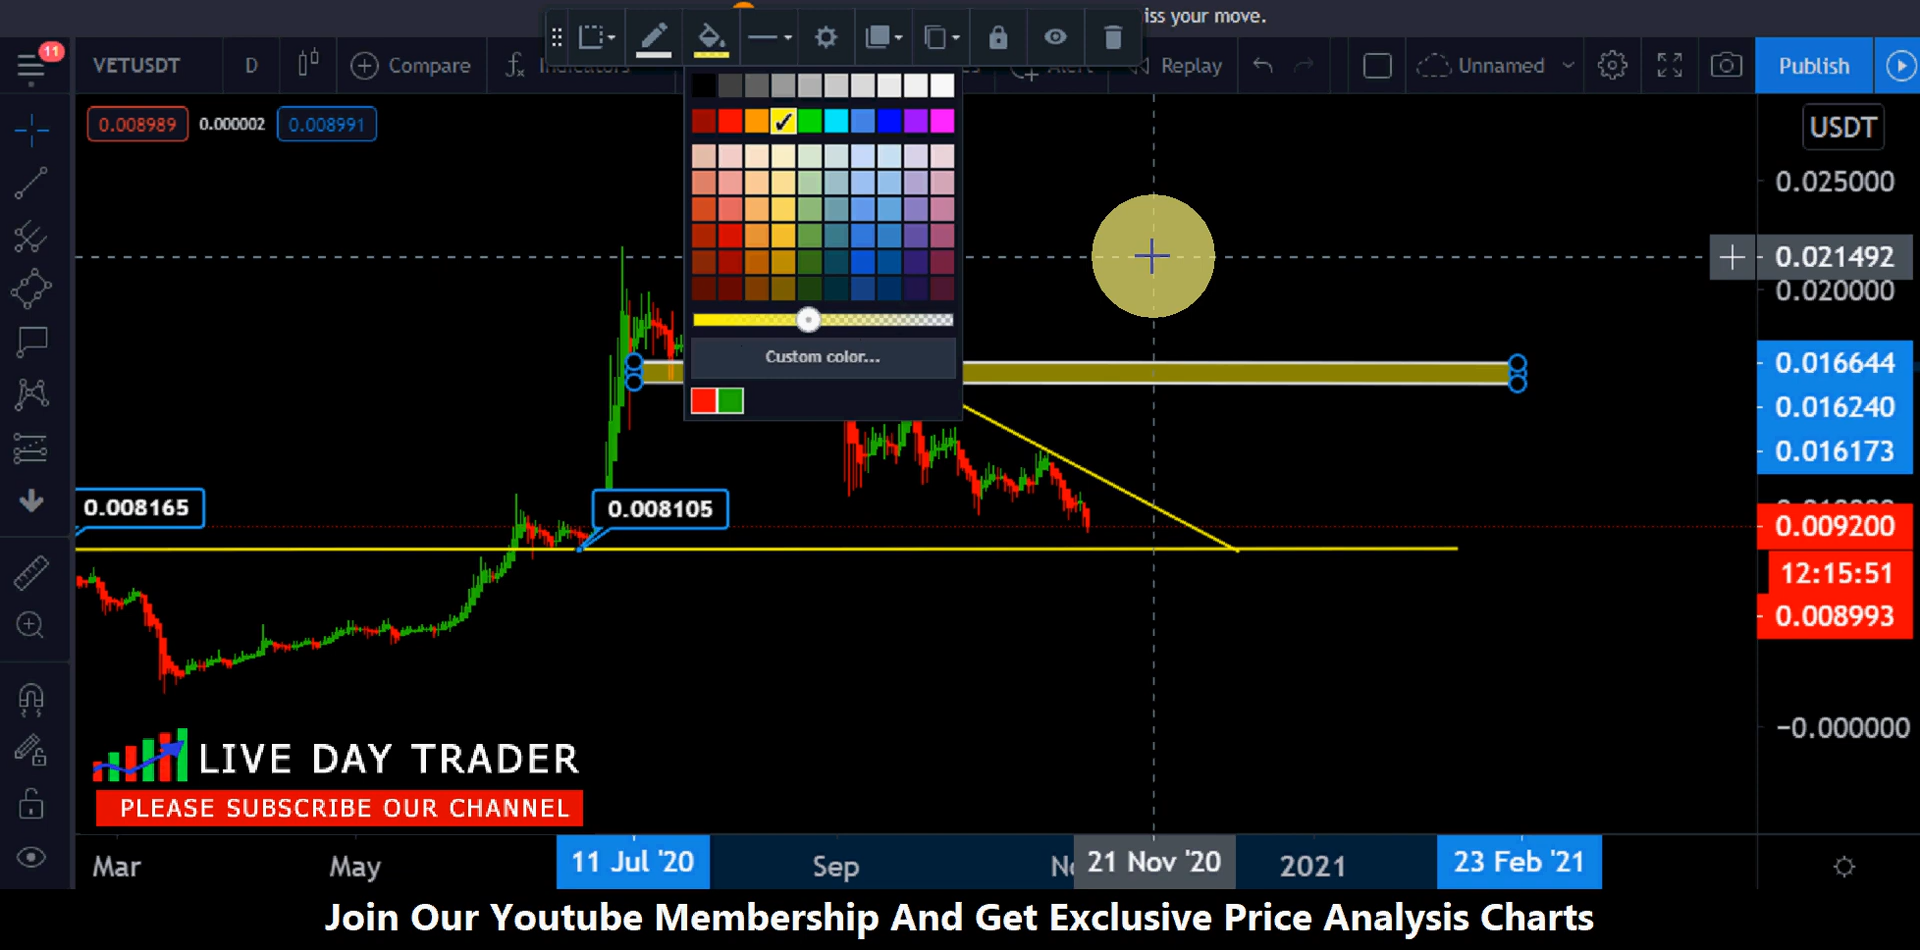 iss your move.
11
VETUSDT
D
Compare
Replay
Unnamed
Publish
0.008989
0.000002
0.008991
USDT
0.025000
0.021492
0.020000
Custom color...
0.016644
0.016240
0.016173
0.008165
0.008105
0.009200
12:15:51
0.008993
−0.000000
LIVE DAY TRADER
PLEASE SUBSCRIBE OUR CHANNEL
Mar
May
11 Jul '20
Sep
21 Nov '20
2021
23 Feb '21
Join Our Youtube Membership And Get Exclusive Price Analysis Charts